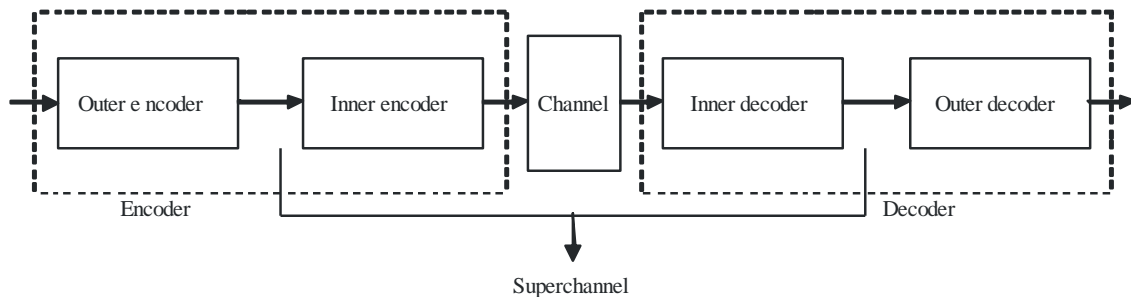 Outer e ncoder
Inner encoder
Channel
Inner decoder
Outer decoder
Encoder
Decoder
Superchannel